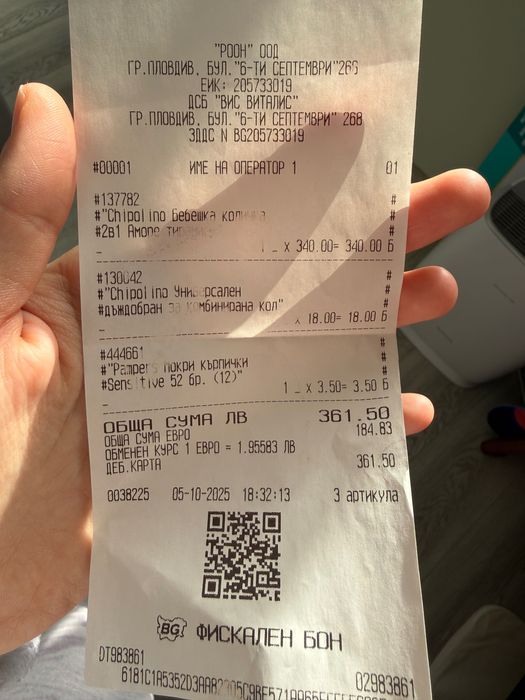 "РООН" ООД
ГР.ПЛОВДИВ, БУЛ."6-ТИ СЕПТЕМВРИ"266
ЕИК: 205733019
ДСБ "ВИС ВИТАЛИС"
ГР.ПЛОВДИВ, БУЛ."6-ТИ СЕПТЕМВРИ" 268
ЗДДС N BG205733019
#00001 ИМЕ НА ОПЕРАТОР 1 01
#137782 #
#"Chipolino Бебешка количка #
#2в1 Аморе #
1_ x 340.00= 340.00 Б
#130042 #
#"Chipolino Универсален #
#дъждобран за комбинирана кол" #
x 18.00= 18.00 Б
#444661 #
#"Pampers мокри кърпички #
#Sensitive 52 бр. (12)" #
1_ x 3.50= 3.50 Б
ОБЩА СУМА ЛВ 361.50
ОБЩА СУМА ЕВРО 184.83
ОБМЕНЕН КУРС 1 ЕВРО = 1.95583 ЛВ
ДЕБ.КАРТА 361.50
0038225 05-10-2025 18:32:13 3 артикула
BG ФИСКАЛЕН БОН
DT983861 02983861